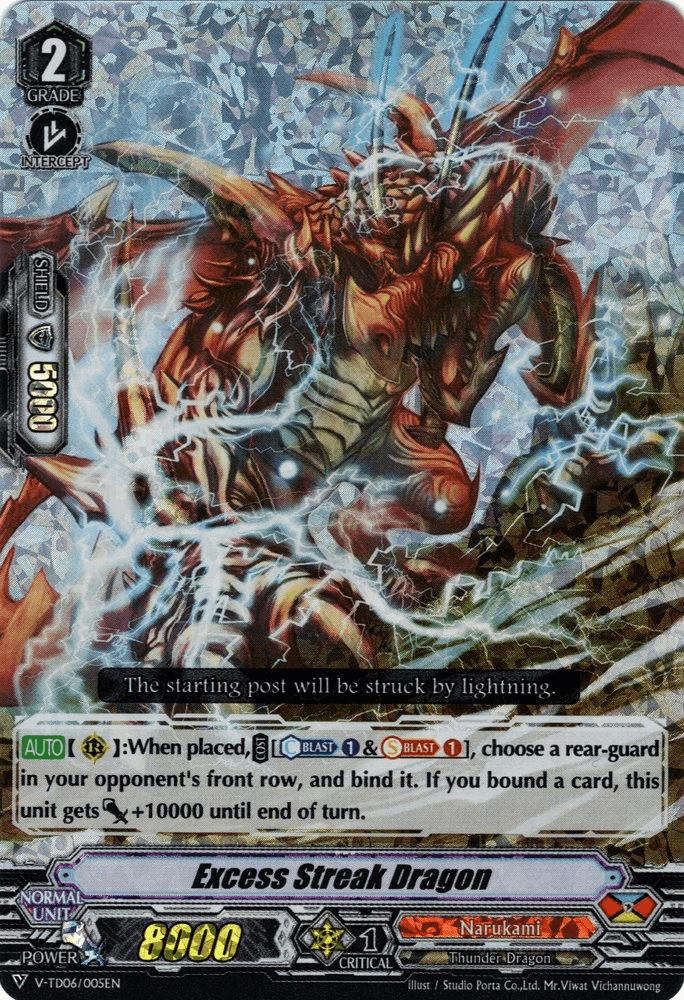 2
GRADE
INTERCEPT
SHIELD
5000
The starting post will be struck by lightning.
AUTO【R】:When placed, COST [C BLAST 1 & S BLAST 1], choose a rear-guard
in your opponent's front row, and bind it. If you bound a card, this
unit gets +10000 until end of turn.
Excess Streak Dragon
NORMAL
UNIT
POWER
8000
1
CRITICAL
Narukami
Thunder Dragon
V-TD06/005EN
illust / Studio Porta Co.,Ltd. Mr.Viwat Vichannuwong